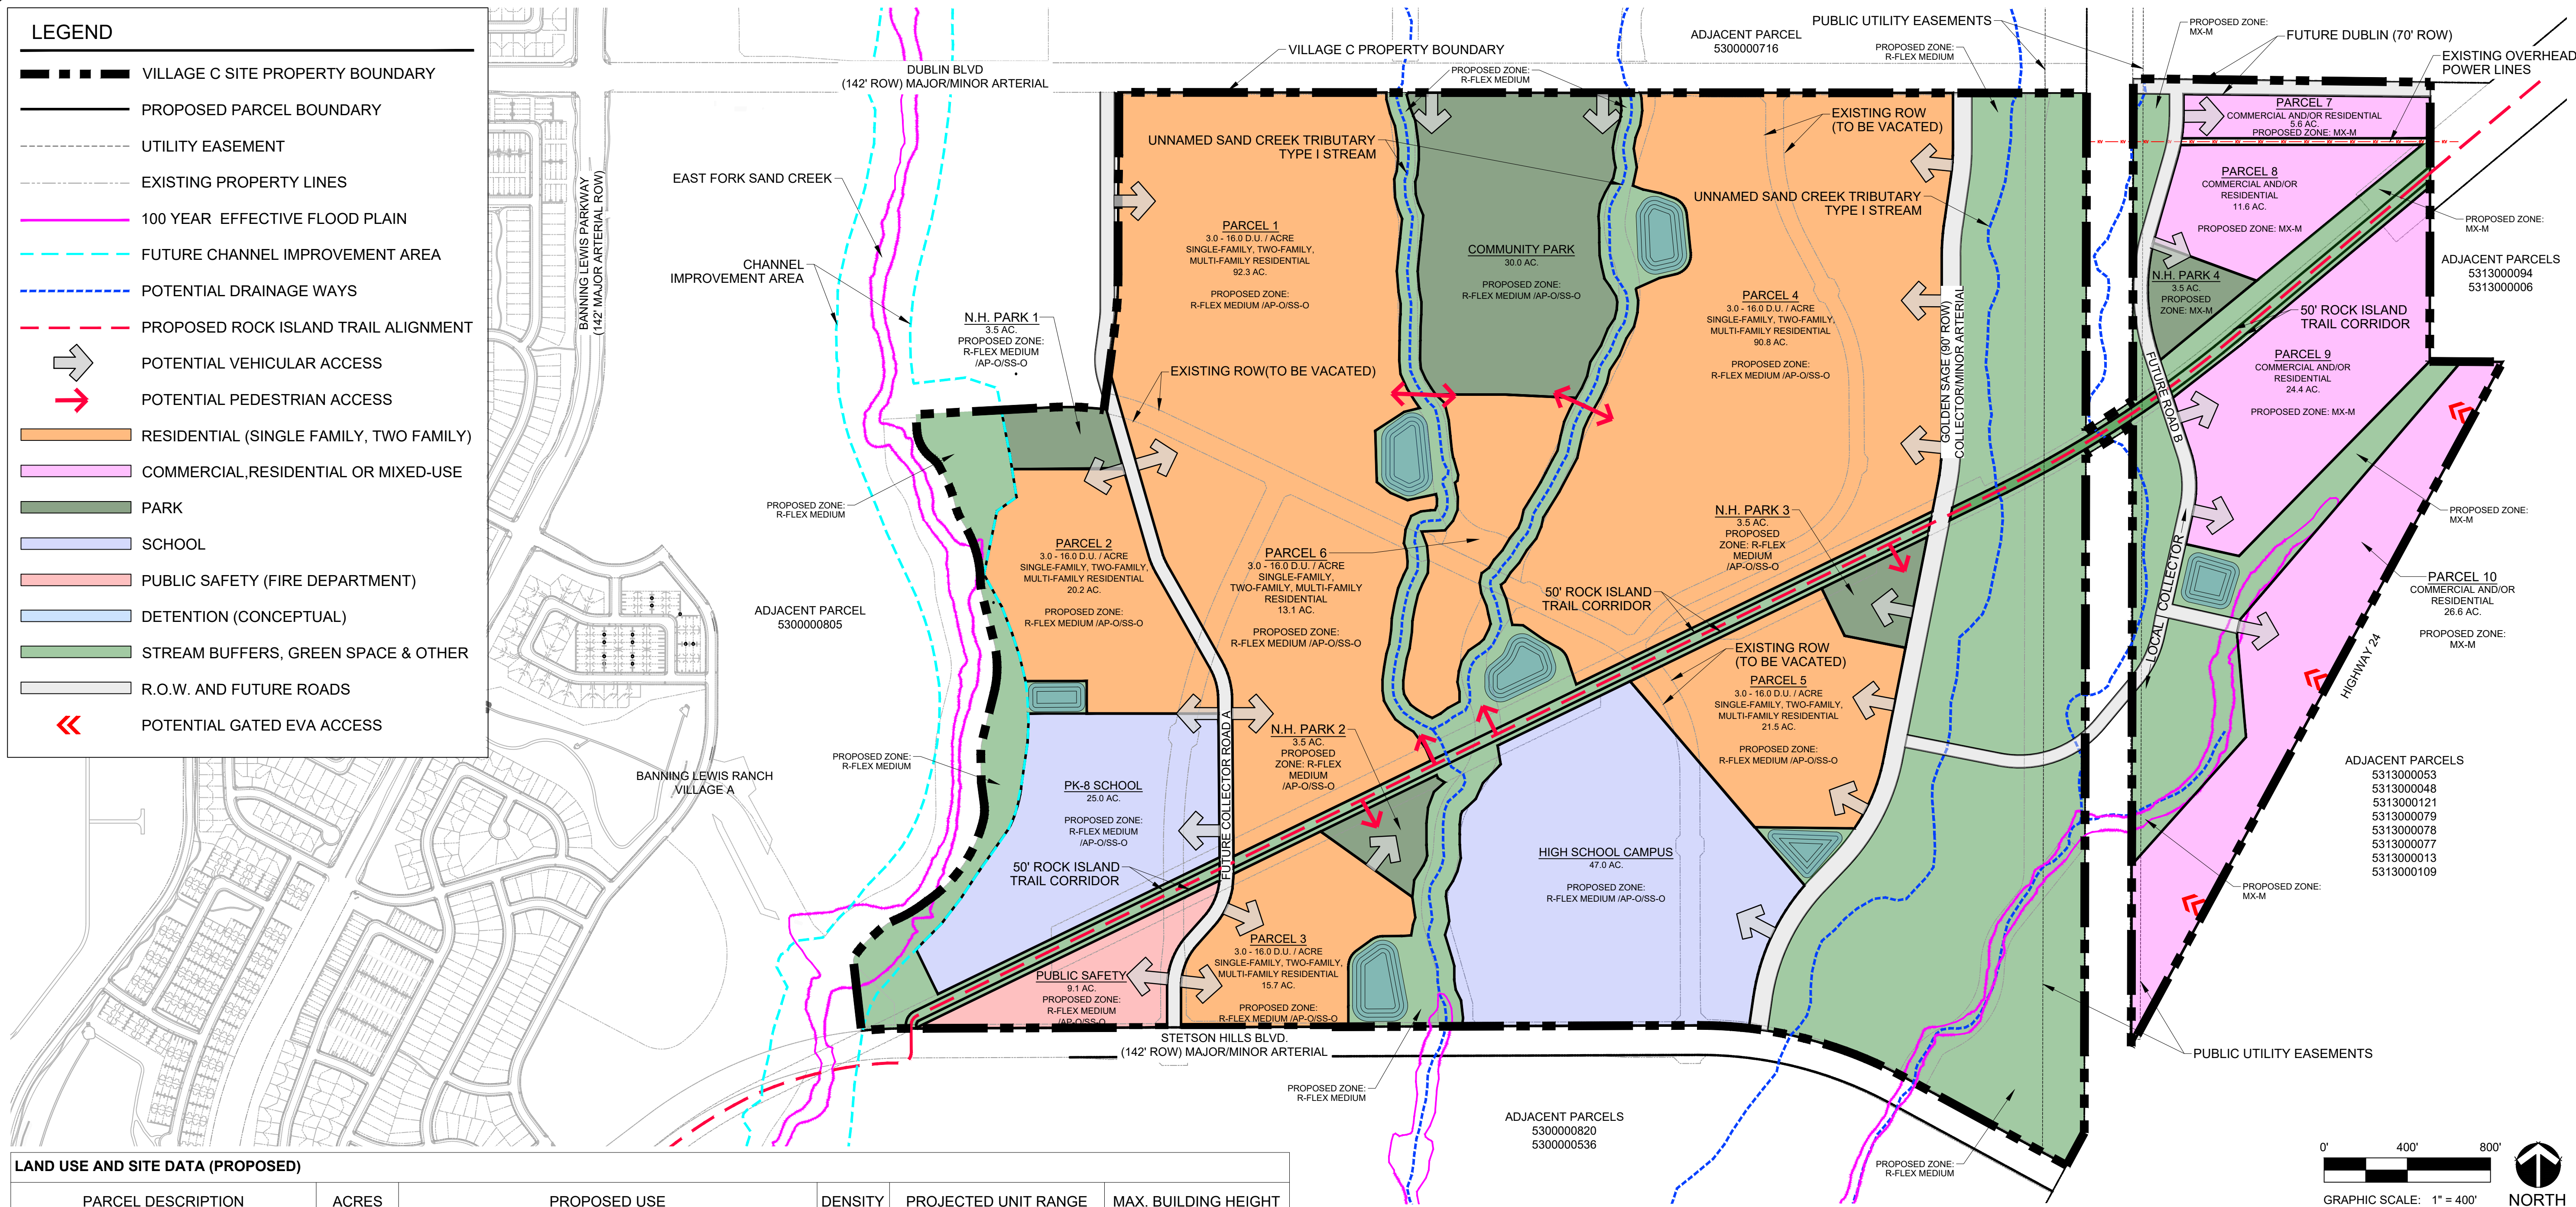 LEGEND
VILLAGE C SITE PROPERTY BOUNDARY
PROPOSED PARCEL BOUNDARY
UTILITY EASEMENT
EXISTING PROPERTY LINES
100 YEAR EFFECTIVE FLOOD PLAIN
FUTURE CHANNEL IMPROVEMENT AREA
POTENTIAL DRAINAGE WAYS
PROPOSED ROCK ISLAND TRAIL ALIGNMENT
POTENTIAL VEHICULAR ACCESS
POTENTIAL PEDESTRIAN ACCESS
RESIDENTIAL (SINGLE FAMILY, TWO FAMILY)
COMMERCIAL,RESIDENTIAL OR MIXED-USE
PARK
SCHOOL
PUBLIC SAFETY (FIRE DEPARTMENT)
DETENTION (CONCEPTUAL)
STREAM BUFFERS, GREEN SPACE & OTHER
R.O.W. AND FUTURE ROADS
POTENTIAL GATED EVA ACCESS
BANNING LEWIS PARKWAY
(142' MAJOR ARTERIAL ROW)
DUBLIN BLVD
(142' ROW) MAJOR/MINOR ARTERIAL
VILLAGE C PROPERTY BOUNDARY
EAST FORK SAND CREEK
CHANNEL
IMPROVEMENT AREA
N.H. PARK 1
3.5 AC.
PROPOSED ZONE:
R-FLEX MEDIUM
/AP-O/SS-O
PROPOSED ZONE:
R-FLEX MEDIUM
ADJACENT PARCEL
5300000805
PROPOSED ZONE:
R-FLEX MEDIUM
BANNING LEWIS RANCH
VILLAGE A
UNNAMED SAND CREEK TRIBUTARY
TYPE I STREAM
PARCEL 1
3.0 - 16.0 D.U. / ACRE
SINGLE-FAMILY, TWO-FAMILY,
MULTI-FAMILY RESIDENTIAL
92.3 AC.
PROPOSED ZONE:
R-FLEX MEDIUM /AP-O/SS-O
EXISTING ROW(TO BE VACATED)
PROPOSED ZONE:
R-FLEX MEDIUM
COMMUNITY PARK
30.0 AC.
PROPOSED ZONE:
R-FLEX MEDIUM /AP-O/SS-O
ADJACENT PARCEL
5300000716
PUBLIC UTILITY EASEMENTS
PROPOSED ZONE:
R-FLEX MEDIUM
EXISTING ROW
(TO BE VACATED)
UNNAMED SAND CREEK TRIBUTARY
TYPE I STREAM
PARCEL 4
3.0 - 16.0 D.U. / ACRE
SINGLE-FAMILY, TWO-FAMILY,
MULTI-FAMILY RESIDENTIAL
90.8 AC.
PROPOSED ZONE:
R-FLEX MEDIUM /AP-O/SS-O
GOLDEN SAGE (90' ROW)
COLLECTOR/MINOR ARTERIAL
PARCEL 2
3.0 - 16.0 D.U. / ACRE
SINGLE-FAMILY, TWO-FAMILY,
MULTI-FAMILY RESIDENTIAL
20.2 AC.
PROPOSED ZONE:
R-FLEX MEDIUM /AP-O/SS-O
PARCEL 6
3.0 - 16.0 D.U. / ACRE
SINGLE-FAMILY,
TWO-FAMILY, MULTI-FAMILY
RESIDENTIAL
13.1 AC.
PROPOSED ZONE:
R-FLEX MEDIUM /AP-O/SS-O
N.H. PARK 3
3.5 AC.
PROPOSED
ZONE: R-FLEX
MEDIUM
/AP-O/SS-O
50' ROCK ISLAND
TRAIL CORRIDOR
EXISTING ROW
(TO BE VACATED)
PARCEL 5
3.0 - 16.0 D.U. / ACRE
SINGLE-FAMILY, TWO-FAMILY,
MULTI-FAMILY RESIDENTIAL
21.5 AC.
PROPOSED ZONE:
R-FLEX MEDIUM /AP-O/SS-O
FUTURE COLLECTOR ROAD A
N.H. PARK 2
3.5 AC.
PROPOSED
ZONE: R-FLEX
MEDIUM
/AP-O/SS-O
PK-8 SCHOOL
25.0 AC.
PROPOSED ZONE:
R-FLEX MEDIUM
/AP-O/SS-O
50' ROCK ISLAND
TRAIL CORRIDOR
HIGH SCHOOL CAMPUS
47.0 AC.
PROPOSED ZONE:
R-FLEX MEDIUM /AP-O/SS-O
PUBLIC SAFETY
9.1 AC.
PROPOSED ZONE:
R-FLEX MEDIUM
/AP-O/SS-O
PARCEL 3
3.0 - 16.0 D.U. / ACRE
SINGLE-FAMILY, TWO-FAMILY,
MULTI-FAMILY RESIDENTIAL
15.7 AC.
PROPOSED ZONE:
R-FLEX MEDIUM /AP-O/SS-O
STETSON HILLS BLVD.
(142' ROW) MAJOR/MINOR ARTERIAL
PROPOSED ZONE:
R-FLEX MEDIUM
ADJACENT PARCELS
5300000820
5300000536
PROPOSED ZONE:
R-FLEX MEDIUM
PROPOSED ZONE:
MX-M
FUTURE DUBLIN (70' ROW)
EXISTING OVERHEAD
POWER LINES
PARCEL 7
COMMERCIAL AND/OR RESIDENTIAL
5.6 AC.
PROPOSED ZONE: MX-M
PARCEL 8
COMMERCIAL AND/OR
RESIDENTIAL
11.6 AC.
PROPOSED ZONE: MX-M
PROPOSED ZONE:
MX-M
ADJACENT PARCELS
5313000094
5313000006
N.H. PARK 4
3.5 AC.
PROPOSED
ZONE: MX-M
50' ROCK ISLAND
TRAIL CORRIDOR
PARCEL 9
COMMERCIAL AND/OR
RESIDENTIAL
24.4 AC.
PROPOSED ZONE: MX-M
FUTURE ROAD B
PROPOSED ZONE:
MX-M
LOCAL COLLECTOR
PARCEL 10
COMMERCIAL AND/OR
RESIDENTIAL
26.6 AC.
PROPOSED ZONE:
MX-M
HIGHWAY 24
ADJACENT PARCELS
5313000053
5313000048
5313000121
5313000079
5313000078
5313000077
5313000013
5313000109
PROPOSED ZONE:
MX-M
PUBLIC UTILITY EASEMENTS
0' 400' 800'
GRAPHIC SCALE: 1" = 400'
NORTH
LAND USE AND SITE DATA (PROPOSED)
PARCEL DESCRIPTION ACRES PROPOSED USE DENSITY PROJECTED UNIT RANGE MAX. BUILDING HEIGHT